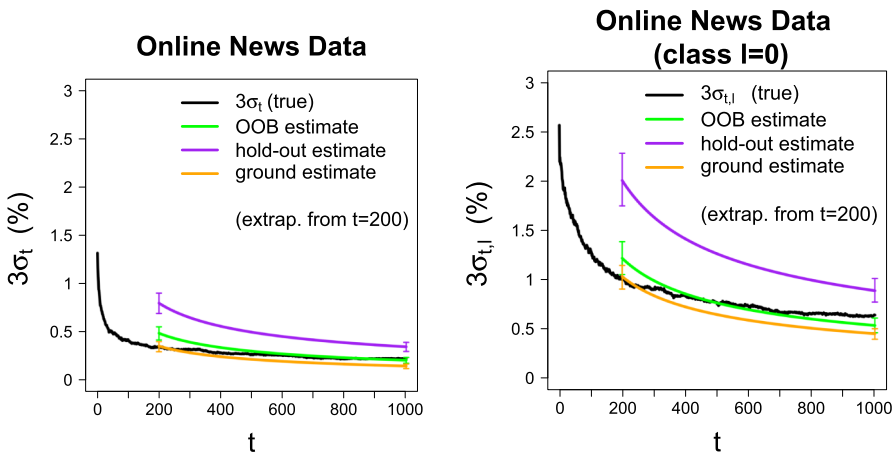 Online News Data
3σt (true)
OOB estimate
hold-out estimate
ground estimate
(extrap. from t=200)
3σt (%)
3
2.5
2
1.5
1
0.5
0
0 200 400 600 800 1000
t
Online News Data
(class l=0)
3σt,l (true)
OOB estimate
hold-out estimate
ground estimate
(extrap. from t=200)
3σt,l (%)
3
2.5
2
1.5
1
0.5
0
0 200 400 600 800 1000
t